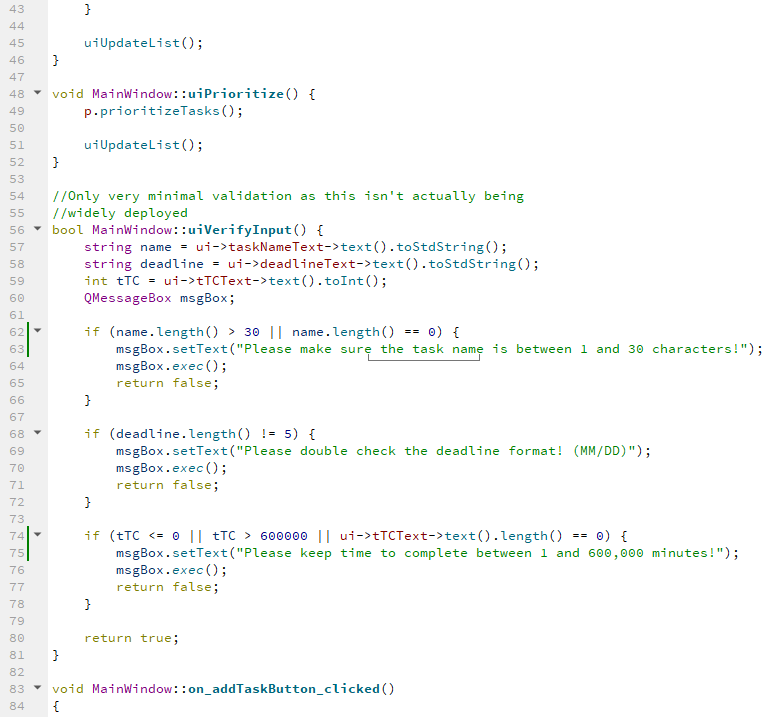 43         }
44
45     uiUpdateList();
46 }
47
48 void MainWindow::uiPrioritize() {
49     p.prioritizeTasks();
50
51     uiUpdateList();
52 }
53
54 //Only very minimal validation as this isn't actually being
55 //widely deployed
56 bool MainWindow::uiVerifyInput() {
57     string name = ui->taskNameText->text().toStdString();
58     string deadline = ui->deadlineText->text().toStdString();
59     int tTC = ui->tTCText->text().toInt();
60     QMessageBox msgBox;
61
62     if (name.length() > 30 || name.length() == 0) {
63         msgBox.setText("Please make sure the task name is between 1 and 30 characters!");
64         msgBox.exec();
65         return false;
66     }
67
68     if (deadline.length() != 5) {
69         msgBox.setText("Please double check the deadline format! (MM/DD)");
70         msgBox.exec();
71         return false;
72     }
73
74     if (tTC <= 0 || tTC > 600000 || ui->tTCText->text().length() == 0) {
75         msgBox.setText("Please keep time to complete between 1 and 600,000 minutes!");
76         msgBox.exec();
77         return false;
78     }
79
80     return true;
81 }
82
83 void MainWindow::on_addTaskButton_clicked()
84 {